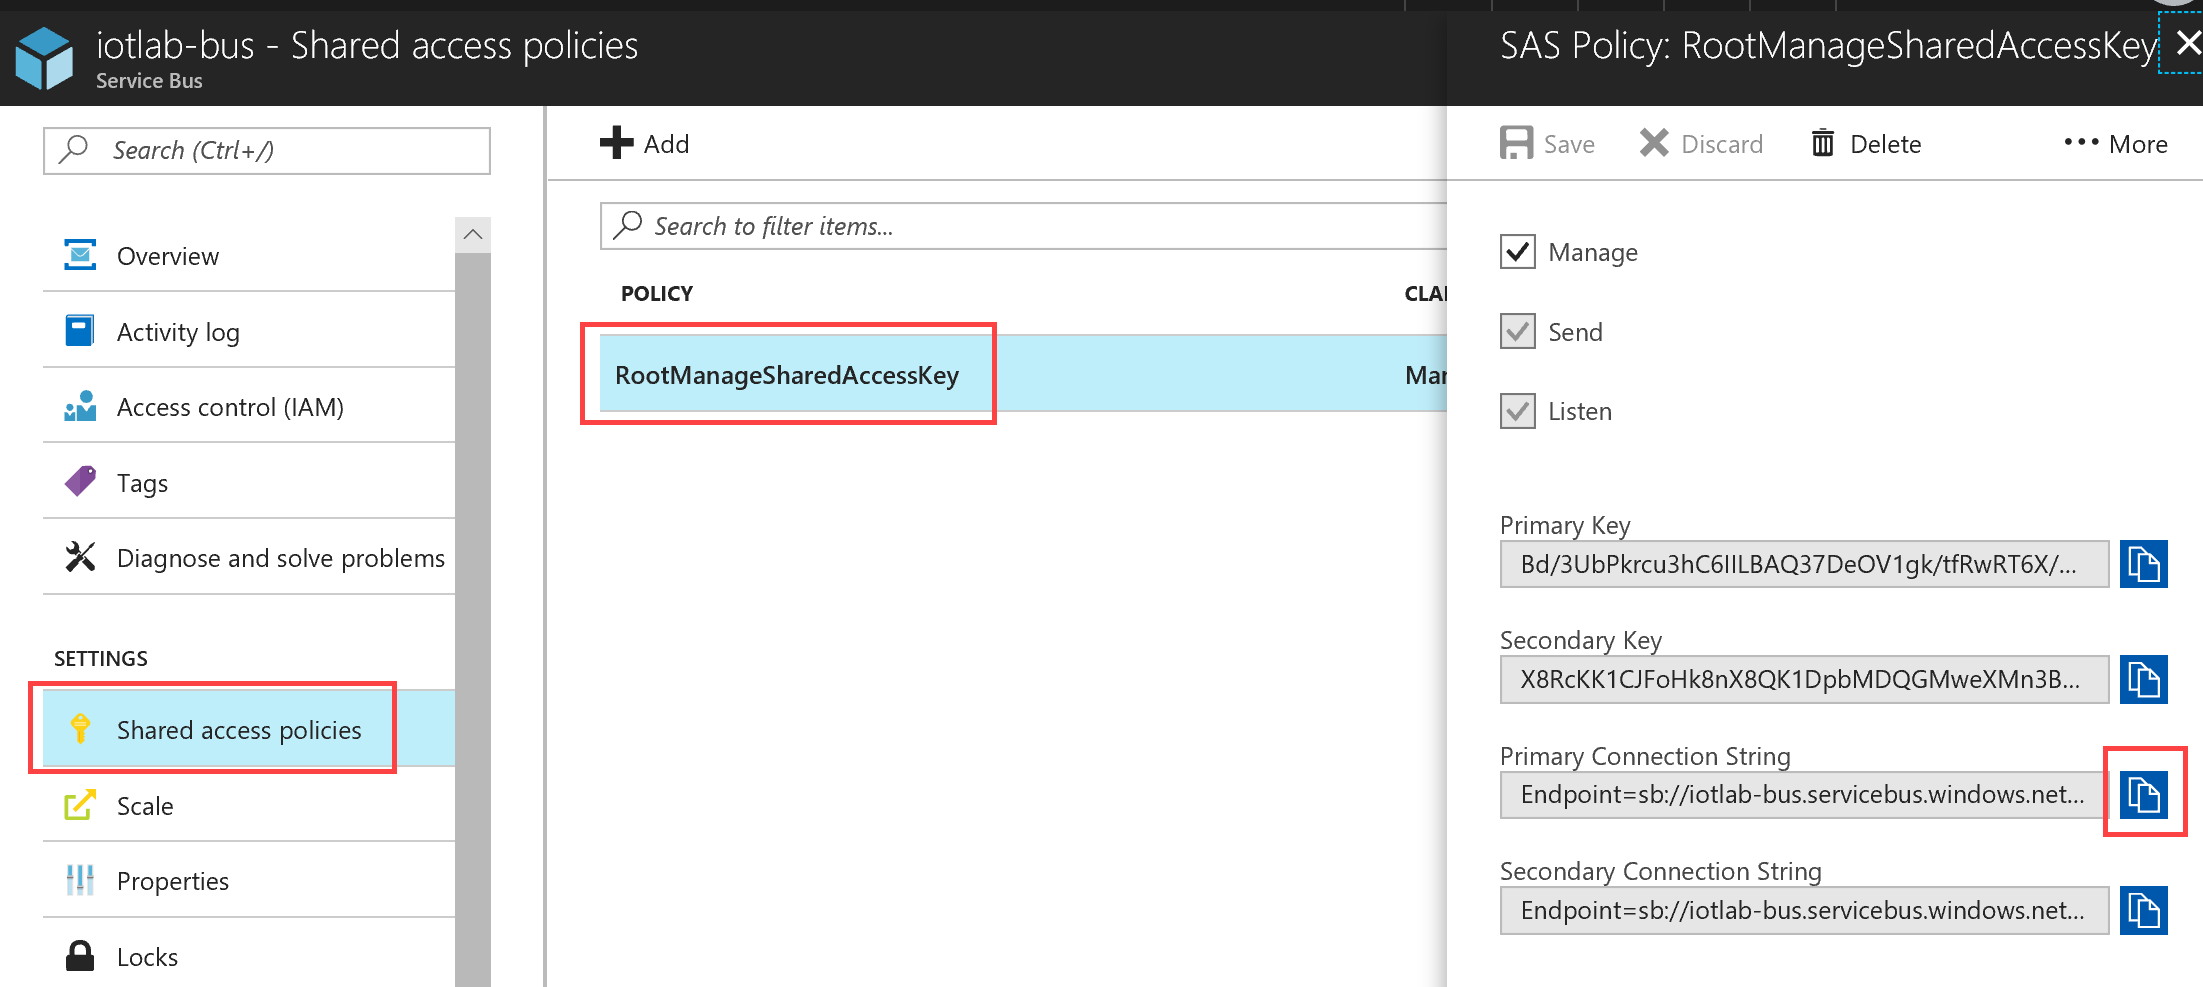 iotlab-bus - Shared access policies
Service Bus
Search (Ctrl+/)
Overview
Activity log
Access control (IAM)
Tags
Diagnose and solve problems
SETTINGS
Shared access policies
Scale
Properties
Locks
Add
Search to filter items...
POLICY
CLAI
RootManageSharedAccessKey
Mar
SAS Policy: RootManageSharedAccessKey
Save
Discard
Delete
More
Manage
Send
Listen
Primary Key
Bd/3UbPkrcu3hC6IILBAQ37DeOV1gk/tfRwRT6X/...
Secondary Key
X8RcKK1CJFoHk8nX8QK1DpbMDQGMweXMn3B...
Primary Connection String
Endpoint=sb://iotlab-bus.servicebus.windows.net...
Secondary Connection String
Endpoint=sb://iotlab-bus.servicebus.windows.net...